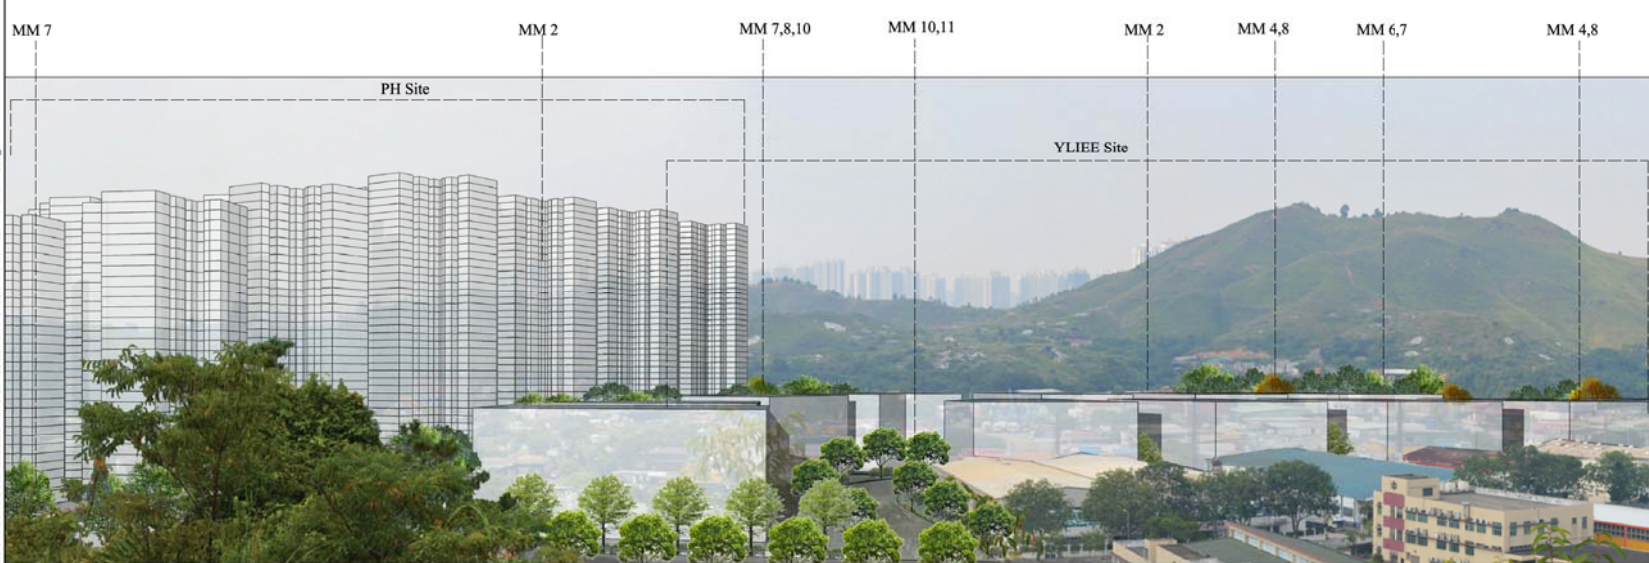 MM 7
MM 2
MM 7,8,10
MM 10,11
MM 2
MM 4,8
MM 6,7
MM 4,8
PH Site
YLIEE Site